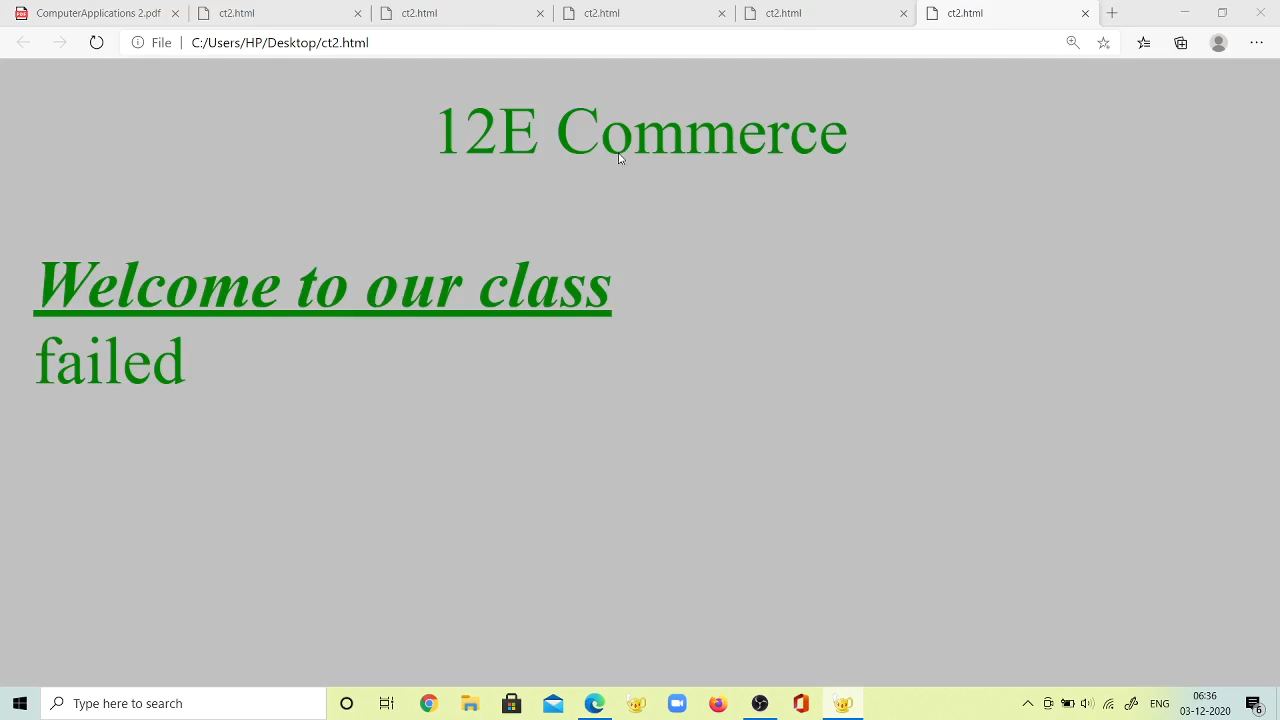 ComputerApplications 2.pdf
ct2.html
ct2.html
ct2.html
ct2.html
ct2.html
File
C:/Users/HP/Desktop/ct2.html
12E Commerce
Welcome to our class
failed
Type here to search
ENG
06:36
03-12-2020
6